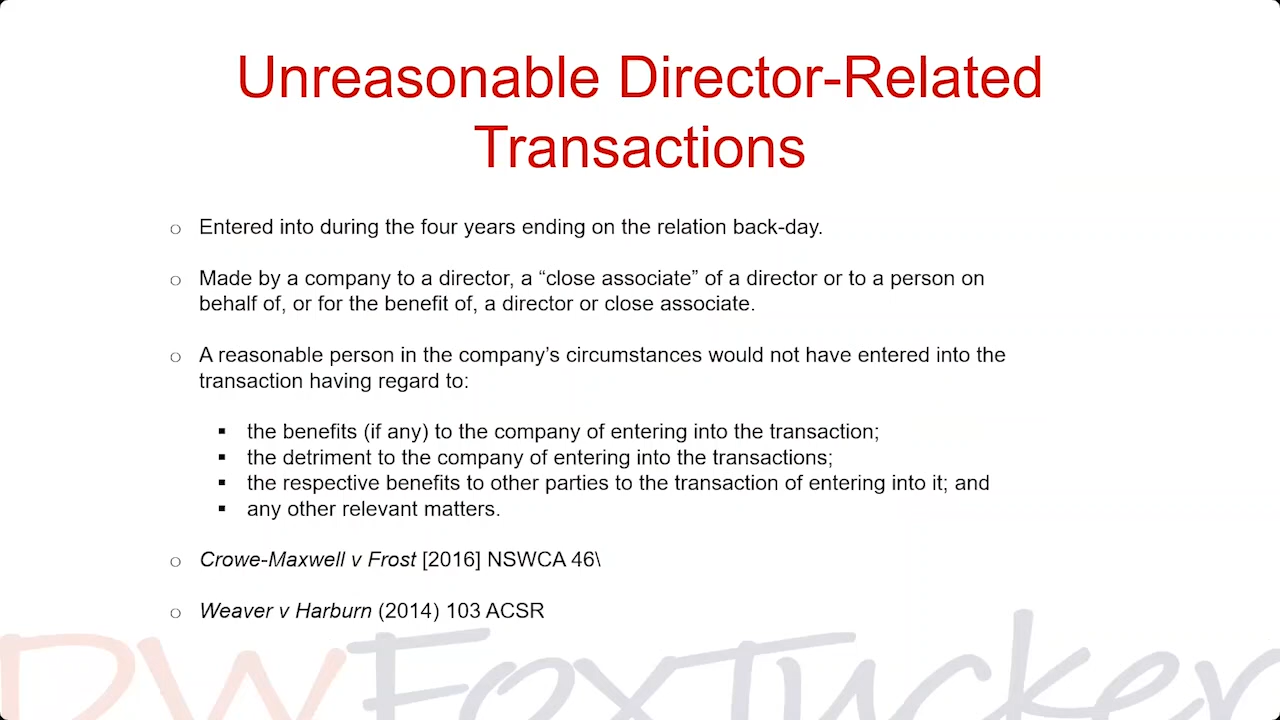 Unreasonable Director-Related
Transactions
○ Entered into during the four years ending on the relation back-day.
○ Made by a company to a director, a “close associate” of a director or to a person on
behalf of, or for the benefit of, a director or close associate.
○ A reasonable person in the company’s circumstances would not have entered into the
transaction having regard to:
▪ the benefits (if any) to the company of entering into the transaction;
▪ the detriment to the company of entering into the transactions;
▪ the respective benefits to other parties to the transaction of entering into it; and
▪ any other relevant matters.
○ Crowe-Maxwell v Frost [2016] NSWCA 46\
○ Weaver v Harburn (2014) 103 ACSR
DWFoxTucker